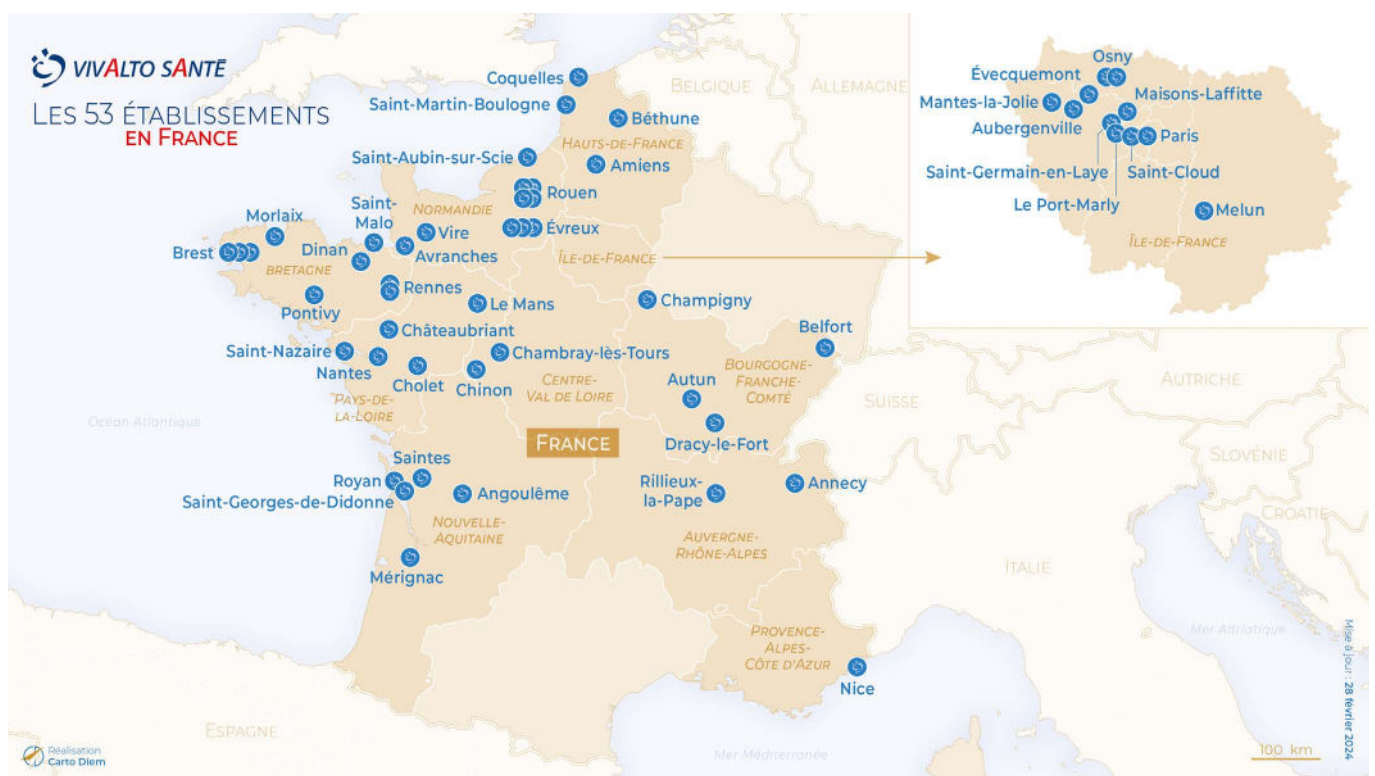 VIVALTO SANTÉ
LES 53 ÉTABLISSEMENTS
EN FRANCE
Coquelles
Saint-Martin-Boulogne
Béthune
HAUTS-DE-FRANCE
Saint-Aubin-sur-Scie
Amiens
Rouen
NORMANDIE
Saint-
Malo
Morlaix
Vire
Évreux
Brest
Dinan
Avranches
BRETAGNE
ÎLE-DE-FRANCE
Rennes
Pontivy
Le Mans
Champigny
Châteaubriant
Belfort
Saint-Nazaire
Nantes
Chambray-lès-Tours
Cholet
Chinon
CENTRE-
VAL DE LOIRE
BOURGOGNE-
FRANCHE-
COMTÉ
Autun
PAYS-DE-
LA-LOIRE
Océan Atlantique
FRANCE
Dracy-le-Fort
Saintes
Royan
Saint-Georges-de-Didonne
Angoulême
Rillieux-
la-Pape
Annecy
NOUVELLE-
AQUITAINE
AUVERGNE-
RHÔNE-ALPES
Mérignac
PROVENCE-
ALPES-
CÔTE D'AZUR
Nice
BELGIQUE
ALLEMAGNE
SUISSE
AUTRICHE
SLOVÉNIE
CROATIE
ITALIE
Mer Adriatique
ESPAGNE
Mer Méditerranée
Osny
Évecquemont
Mantes-la-Jolie
Maisons-Laffitte
Aubergenville
Paris
Saint-Germain-en-Laye
Saint-Cloud
Le Port-Marly
Melun
ÎLE-DE-FRANCE
Réalisation
Carto Diem
100 km
Mise à jour : 28 février 2024